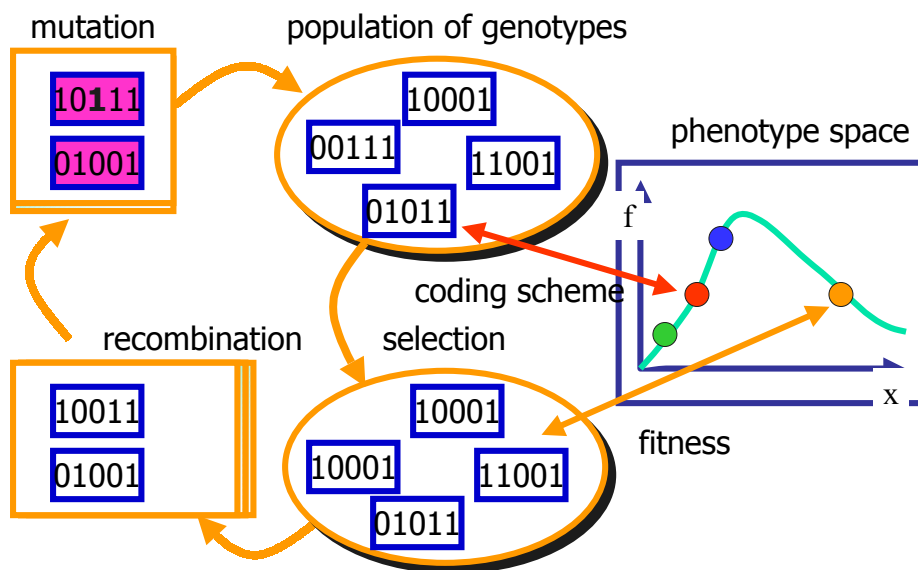 mutation
population of genotypes
10111
01001
10001
00111
11001
01011
phenotype space
f
x
coding scheme
recombination
selection
10011
01001
10001
10001
11001
01011
fitness